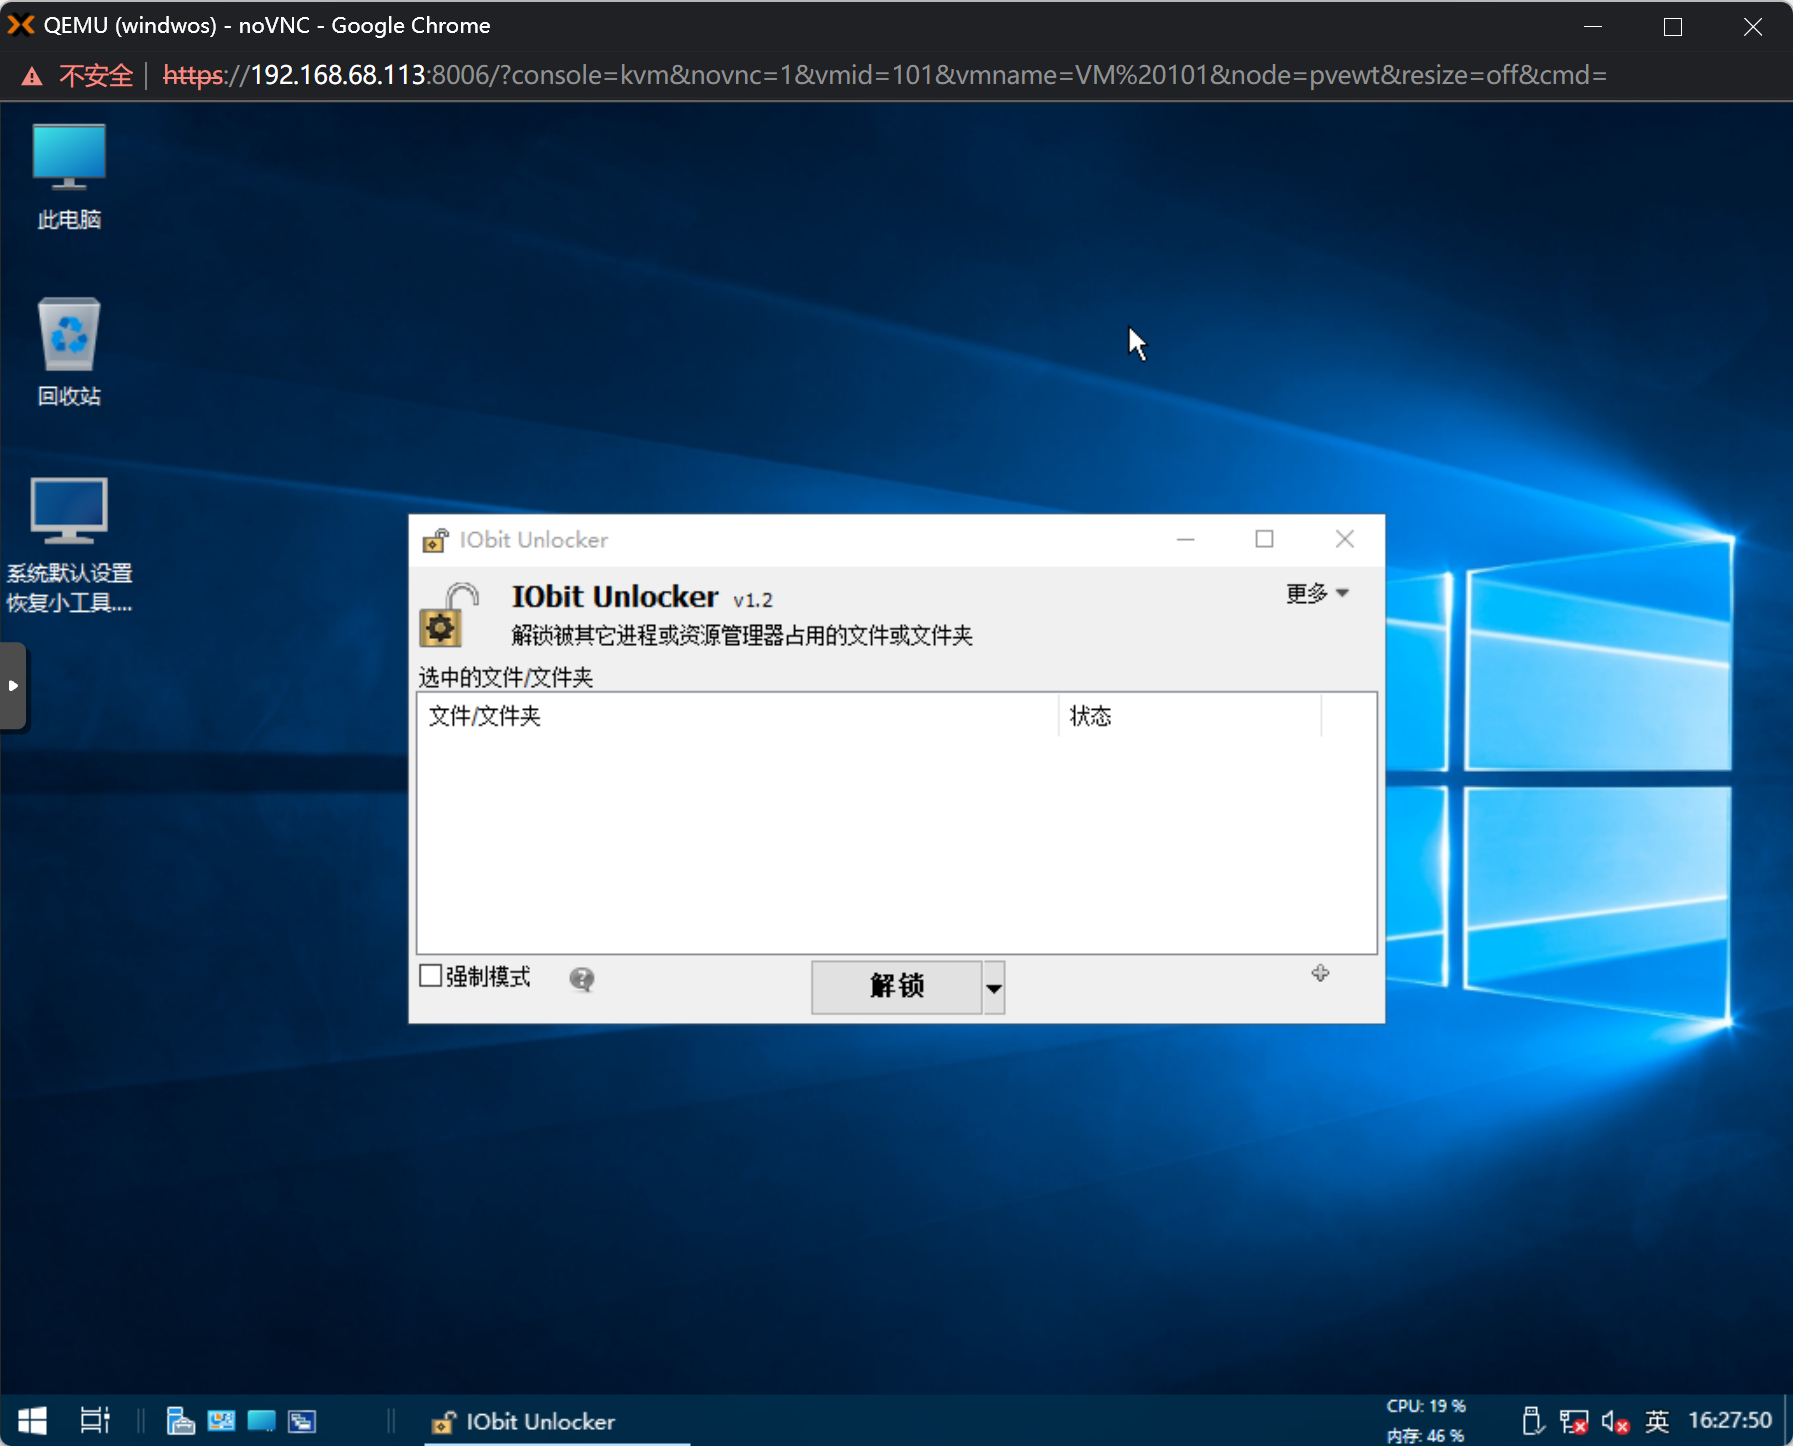 QEMU (windwos) - noVNC - Google Chrome
不安全 https://192.168.68.113:8006/?console=kvm&novnc=1&vmid=101&vmname=VM%20101&node=pvewt&resize=off&cmd=
此电脑
回收站
系统默认设置
恢复小工具....
IObit Unlocker
IObit Unlocker v1.2
更多
解锁被其它进程或资源管理器占用的文件或文件夹
选中的文件/文件夹
文件/文件夹 状态
强制模式
解锁
IObit Unlocker
CPU: 19 %
内存: 46 %
英
16:27:50